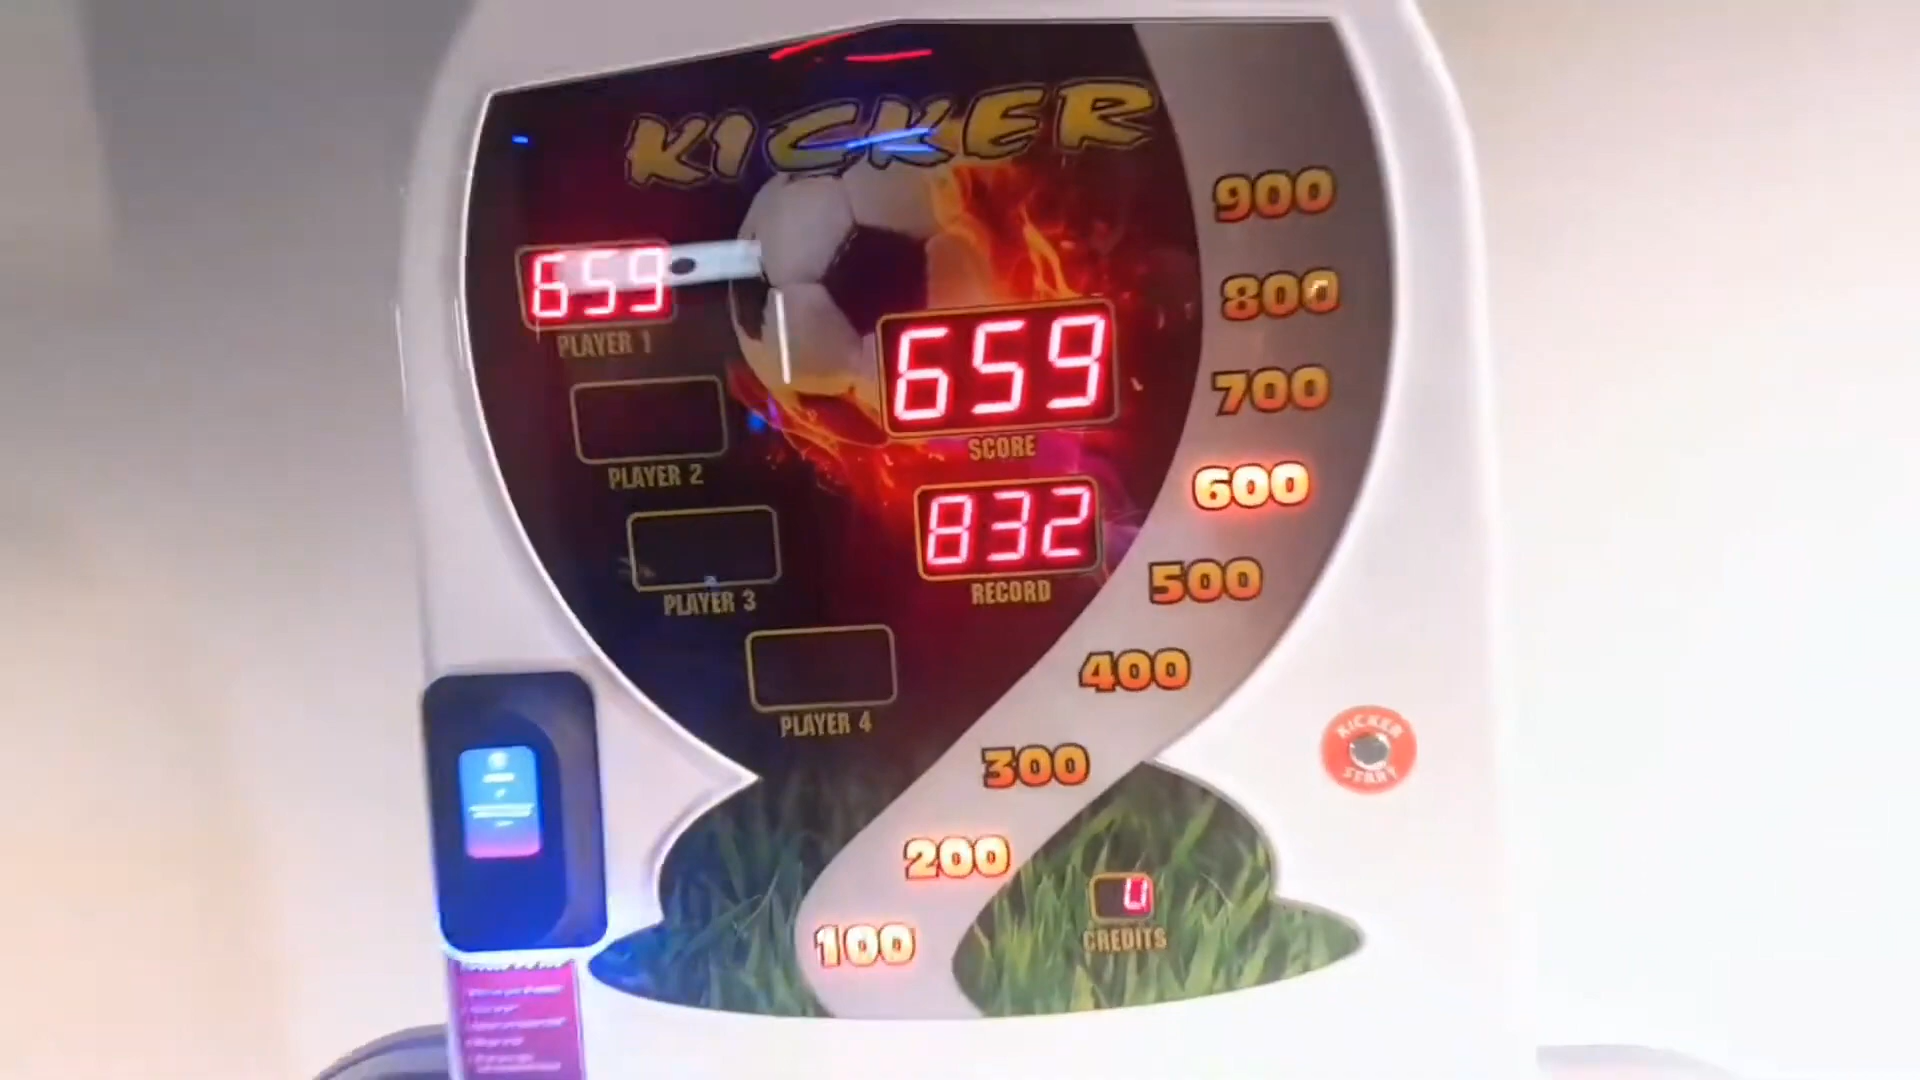 KICKER
900
800
659
PLAYER 1
659
SCORE
700
PLAYER 2
600
832
RECORD
500
PLAYER 3
400
PLAYER 4
KICKER
START
300
200
CREDITS
100